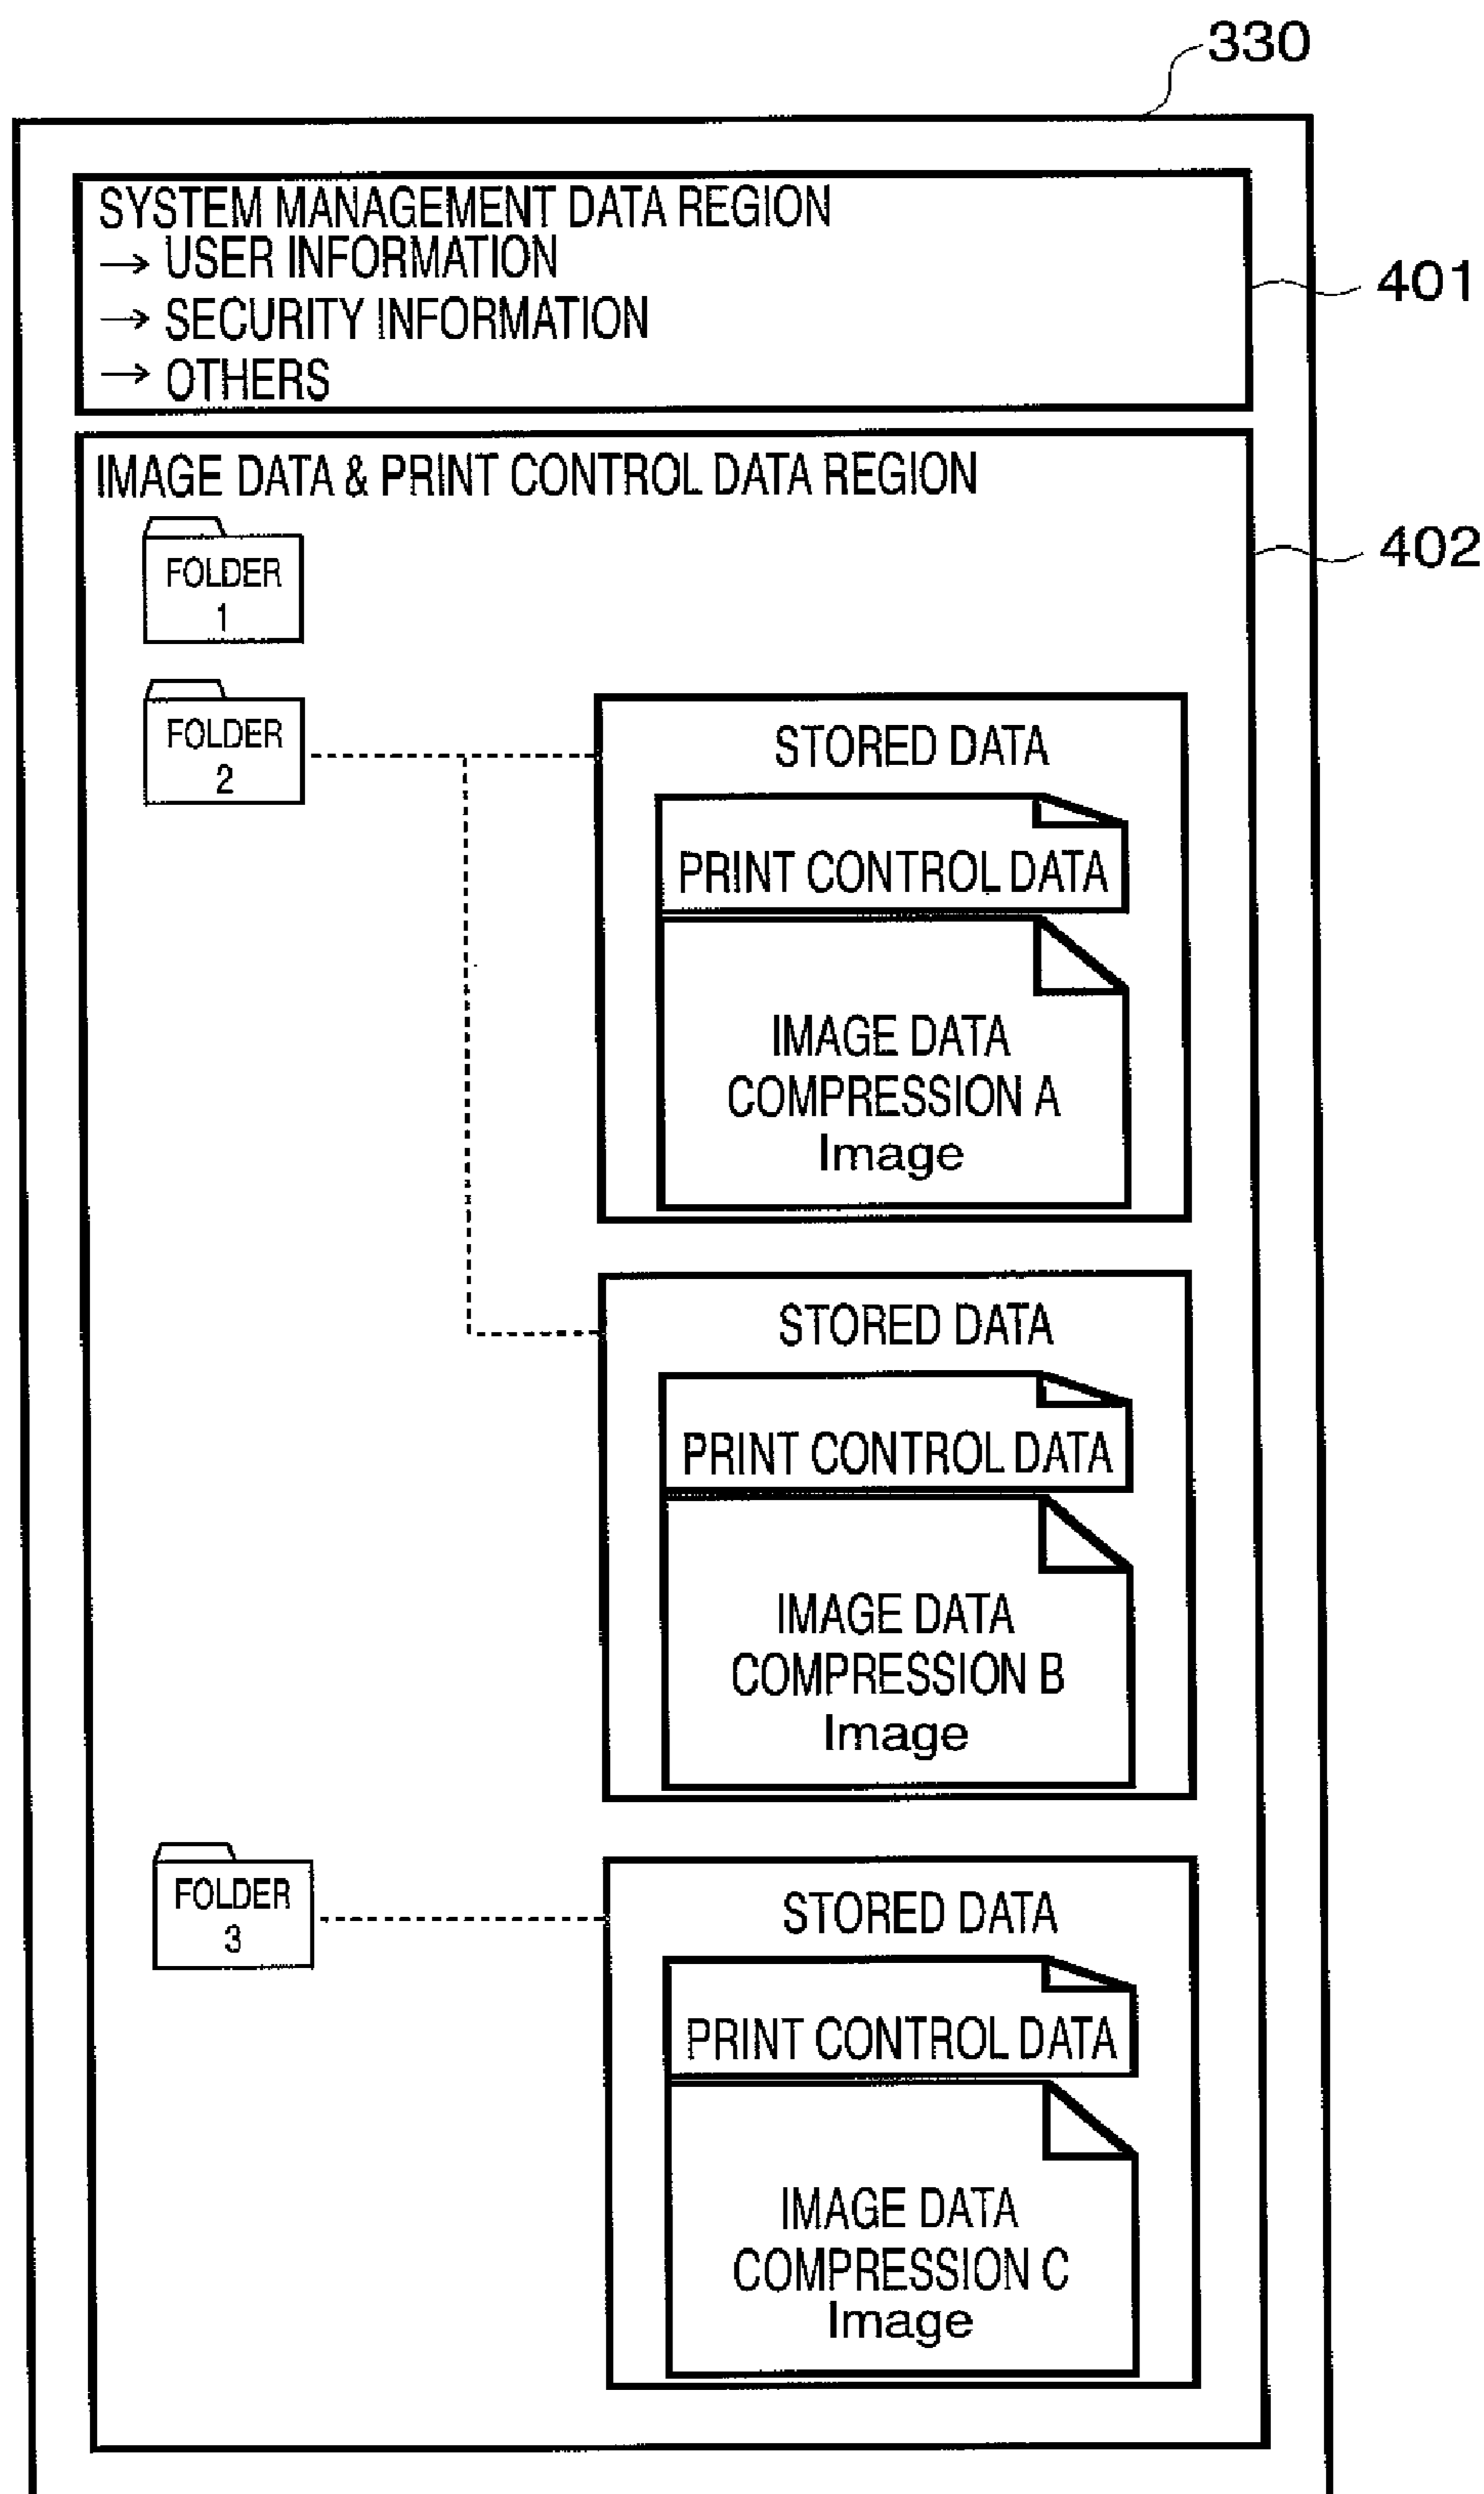 330
SYSTEM MANAGEMENT DATA REGION
→ USER INFORMATION
→ SECURITY INFORMATION
→ OTHERS
401
IMAGE DATA & PRINT CONTROL DATA REGION
402
FOLDER
1
FOLDER
2
STORED DATA
PRINT CONTROL DATA
IMAGE DATA
COMPRESSION A
Image
STORED DATA
PRINT CONTROL DATA
IMAGE DATA
COMPRESSION B
Image
FOLDER
3
STORED DATA
PRINT CONTROL DATA
IMAGE DATA
COMPRESSION C
Image